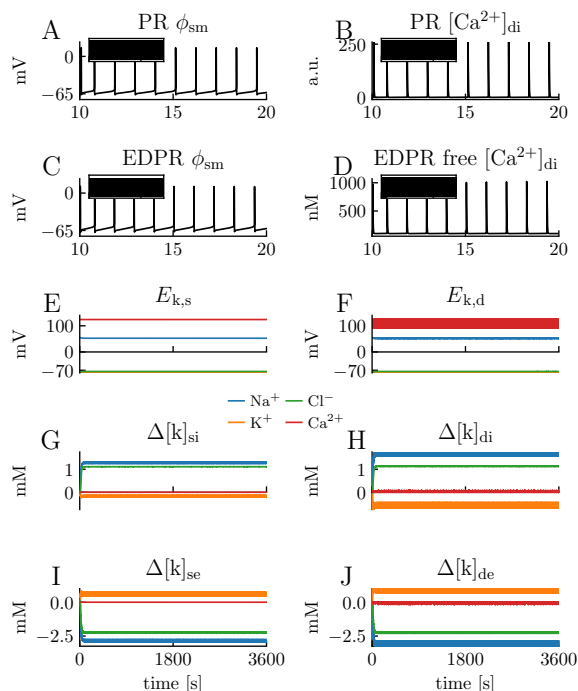 A PR ϕsm
B PR [Ca2+]di
mV
0
−65
10 15 20
a.u.
250
0
10 15 20
C EDPR ϕsm
D EDPR free [Ca2+]di
mV
0
−65
10 15 20
nM
1000
500
10 15 20
E Ek,s
F Ek,d
mV
100
0
−70
mV
100
0
−70
Na+ Cl−
K+ Ca2+
G Δ[k]si
H Δ[k]di
mM
1
0
mM
1
0
I Δ[k]se
J Δ[k]de
mM
0.0
−2.5
0 1800 3600
time [s]
mM
0.0
−2.5
0 1800 3600
time [s]